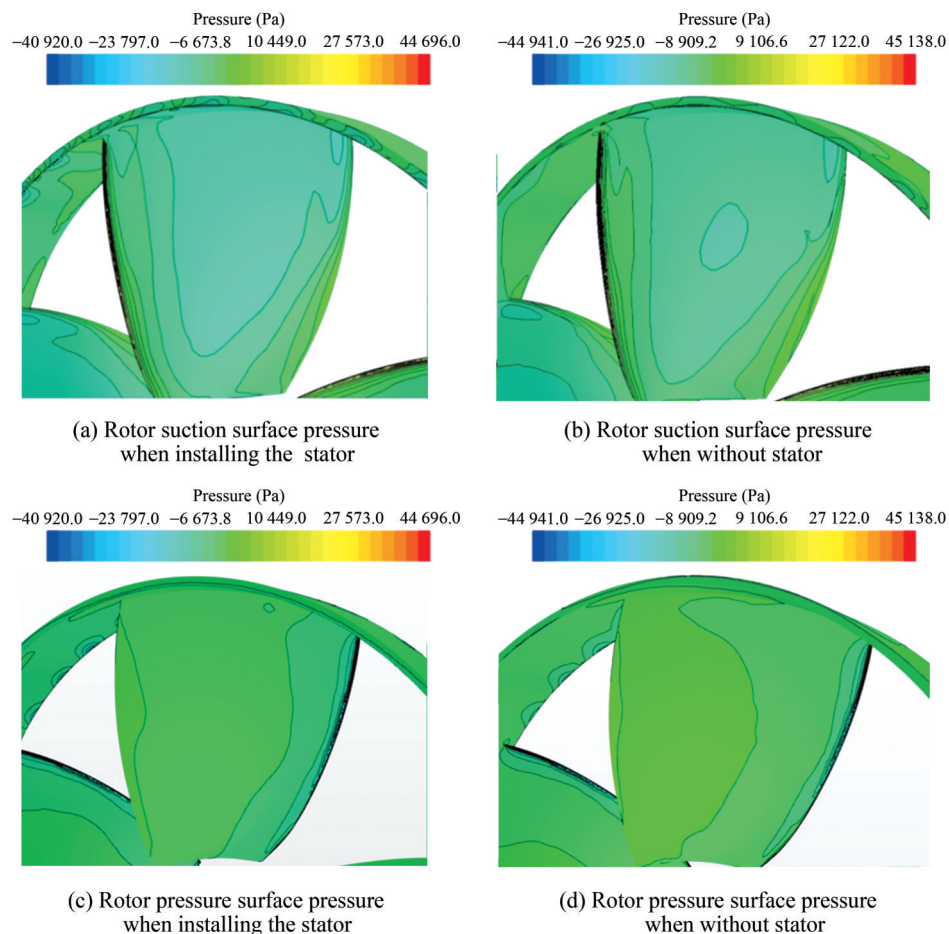 Pressure (Pa)
−40 920.0 −23 797.0 −6 673.8 10 449.0 27 573.0 44 696.0
Pressure (Pa)
−44 941.0 −26 925.0 −8 909.2 9 106.6 27 122.0 45 138.0
(a) Rotor suction surface pressure
when installing the stator
(b) Rotor suction surface pressure
when without stator
Pressure (Pa)
−40 920.0 −23 797.0 −6 673.8 10 449.0 27 573.0 44 696.0
Pressure (Pa)
−44 941.0 −26 925.0 −8 909.2 9 106.6 27 122.0 45 138.0
(c) Rotor pressure surface pressure
when installing the stator
(d) Rotor pressure surface pressure
when without stator